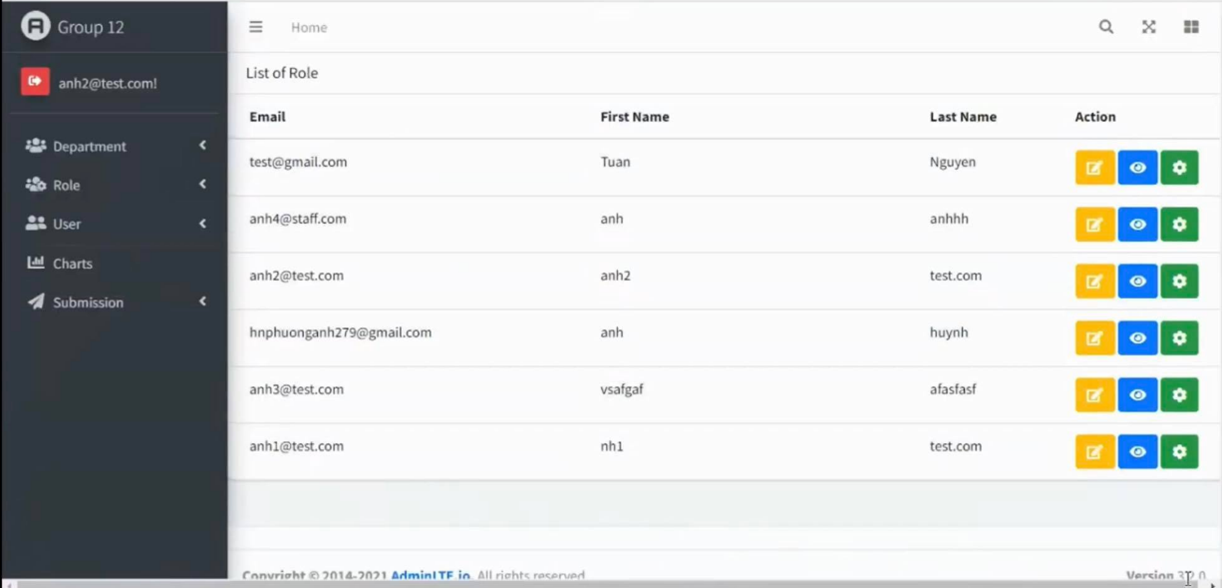 Group 12
Home
anh2@test.com!
List of Role
Email First Name Last Name Action
Department
Role
User
Charts
Submission
test@gmail.com Tuan Nguyen
anh4@staff.com anh anhhh
anh2@test.com anh2 test.com
hnphuonganh279@gmail.com anh huynh
anh3@test.com vsafgaf afasfasf
anh1@test.com nh1 test.com
Copyright © 2014-2021 AdminLTE.io. All rights reserved.
Version